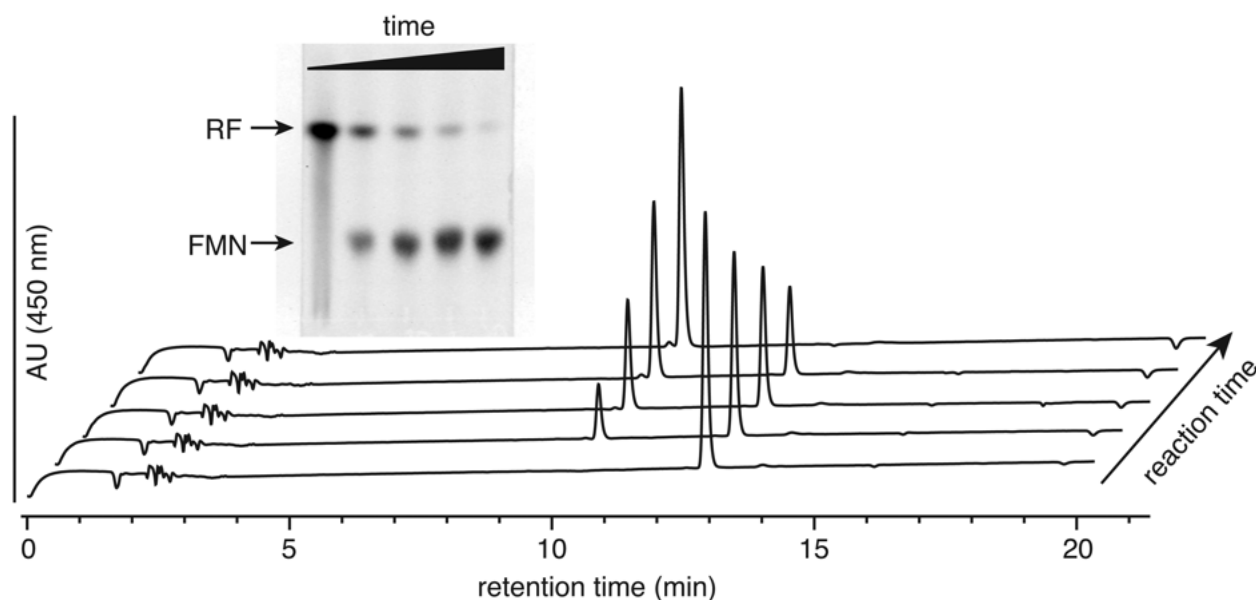 time
RF
FMN
AU (450 nm)
reaction time
0 5 10 15 20
retention time (min)